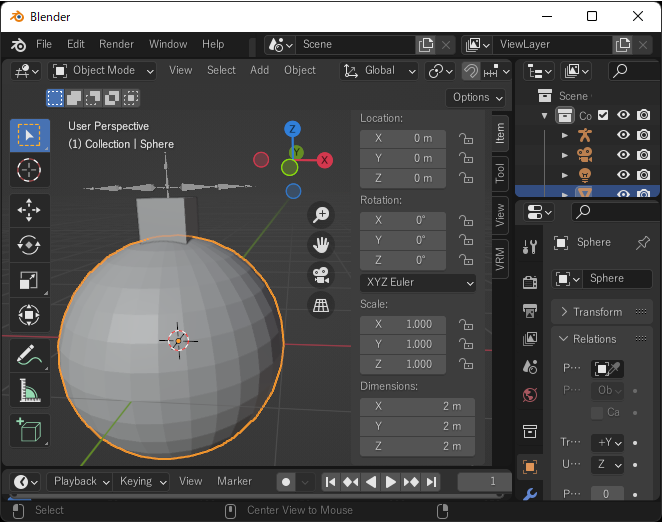 Blender
File Edit Render Window Help Scene ViewLayer
Object Mode View Select Add Object Global
Options
User Perspective
(1) Collection | Sphere
Z
Y
X
Location:
X 0 m
Y 0 m
Z 0 m
Rotation:
X 0°
Y 0°
Z 0°
XYZ Euler
Scale:
X 1.000
Y 1.000
Z 1.000
Dimensions:
X 2 m
Y 2 m
Z 2 m
Item
Tool
View
VRM
Scene
Co
Sphere
Sphere
Transform
Relations
P···
Ob
Ca
Tr··· +Y
U··· Z
P··· 0
Playback Keying View Marker 1
Select Center View to Mouse